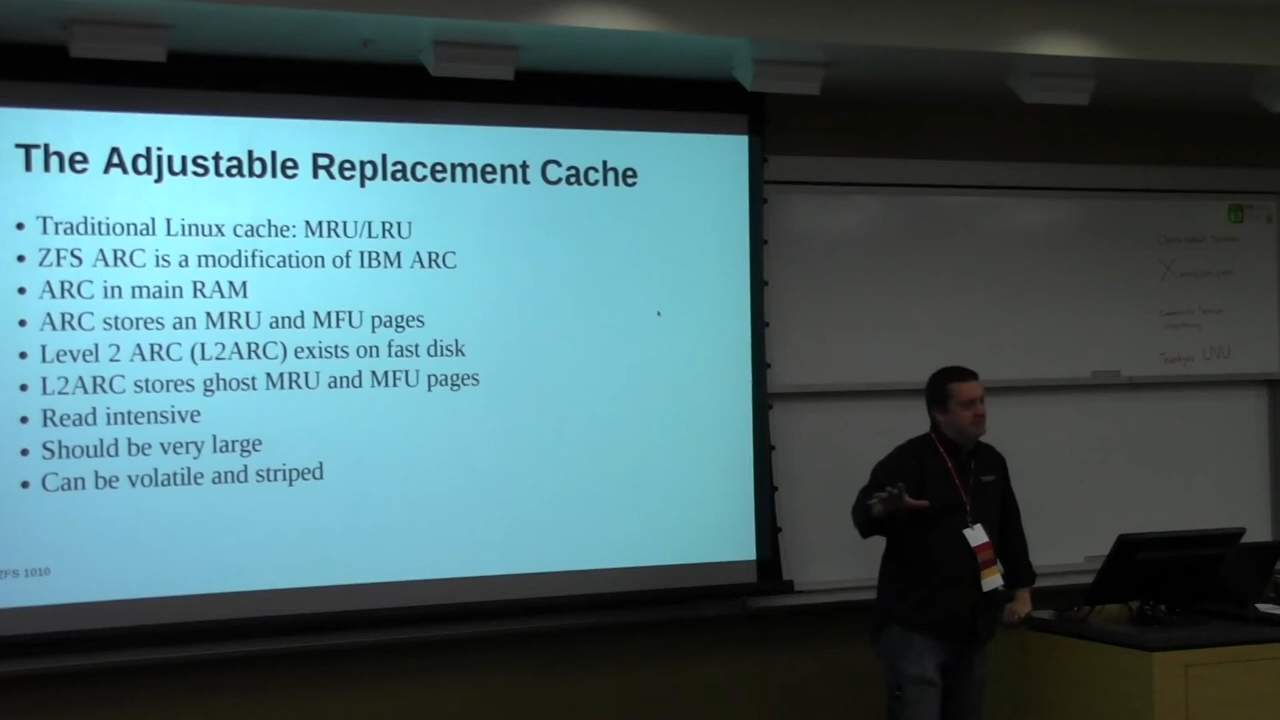 The Adjustable Replacement Cache
• Traditional Linux cache: MRU/LRU
• ZFS ARC is a modification of IBM ARC
• ARC in main RAM
• ARC stores an MRU and MFU pages
• Level 2 ARC (L2ARC) exists on fast disk
• L2ARC stores ghost MRU and MFU pages
• Read intensive
• Should be very large
• Can be volatile and striped
ZFS 1010
UVU